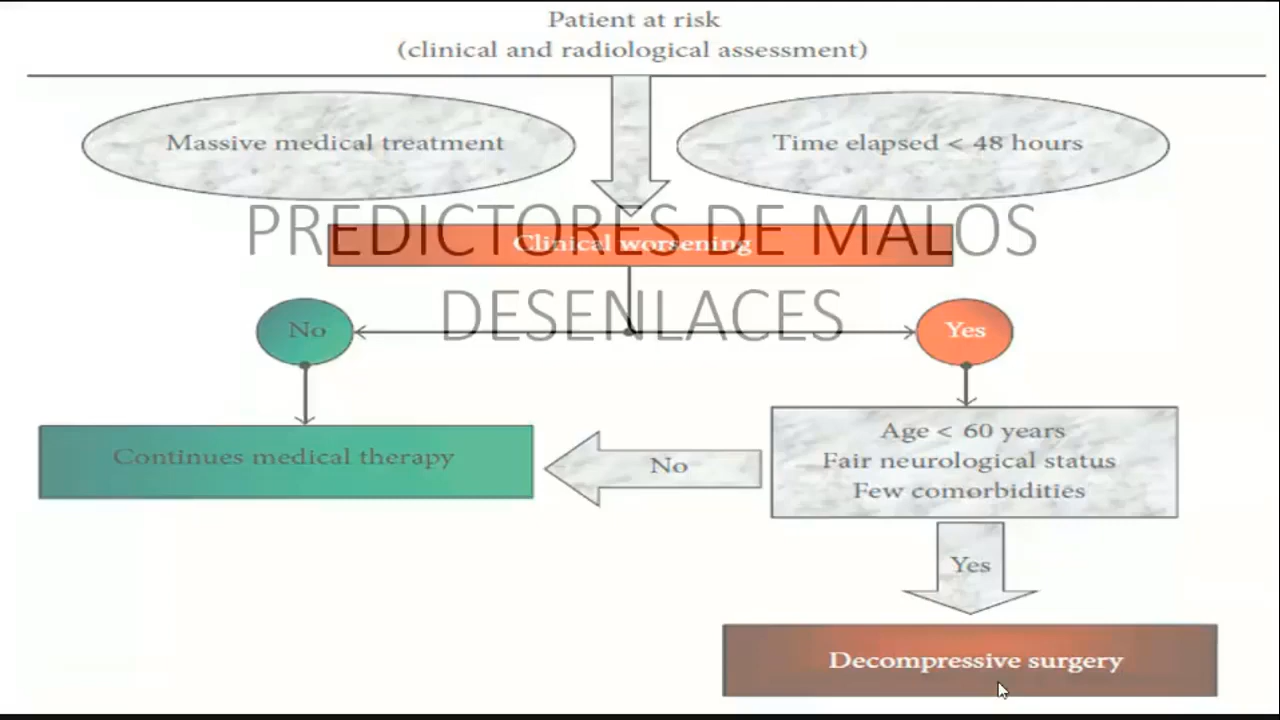 Patient at risk
(clinical and radiological assessment)
Massive medical treatment
Time elapsed < 48 hours
PREDICTORES DE MALOS
DESENLACES
Clinical worsening
No
Yes
Age < 60 years
Fair neurological status
Few comorbidities
Continues medical therapy
No
Yes
Decompressive surgery